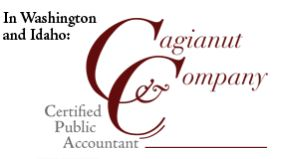 In Washington
and Idaho:
Cagianut
& Company
Certified
Public
Accountant